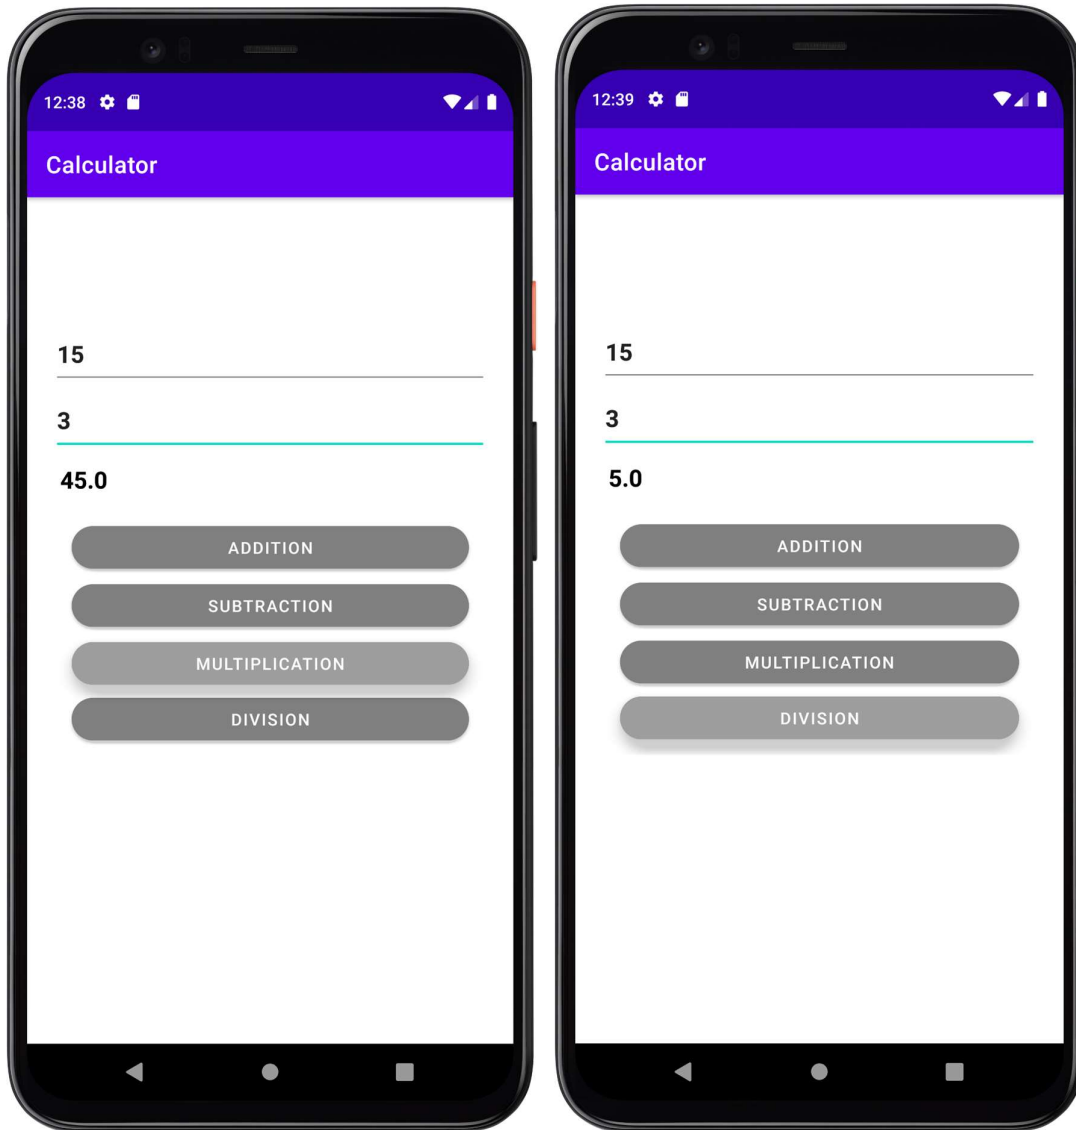 12:38
Calculator
15
3
45.0
ADDITION
SUBTRACTION
MULTIPLICATION
DIVISION
12:39
Calculator
15
3
5.0
ADDITION
SUBTRACTION
MULTIPLICATION
DIVISION